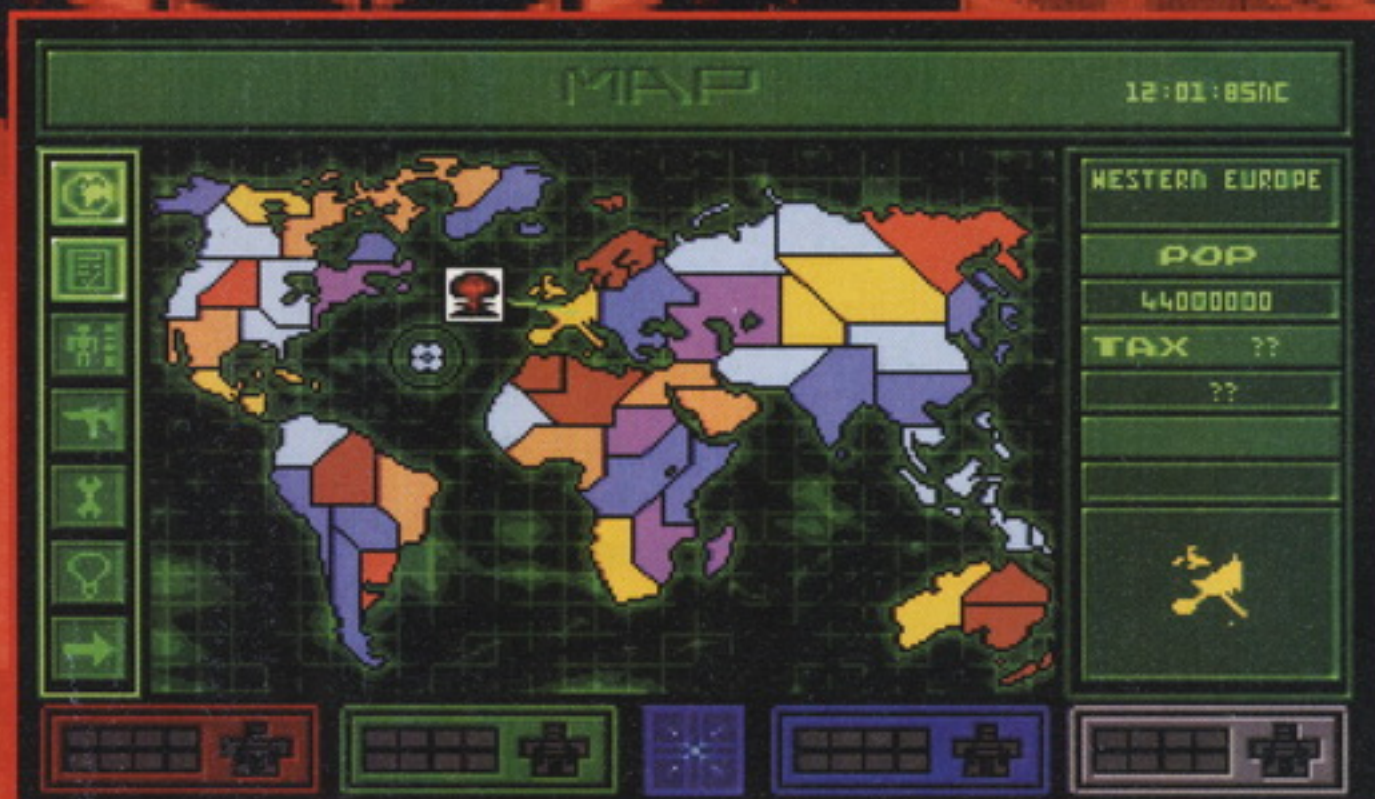 MAP
12:01:85NC
WESTERN EUROPE
POP
44000000
TAX ??
??